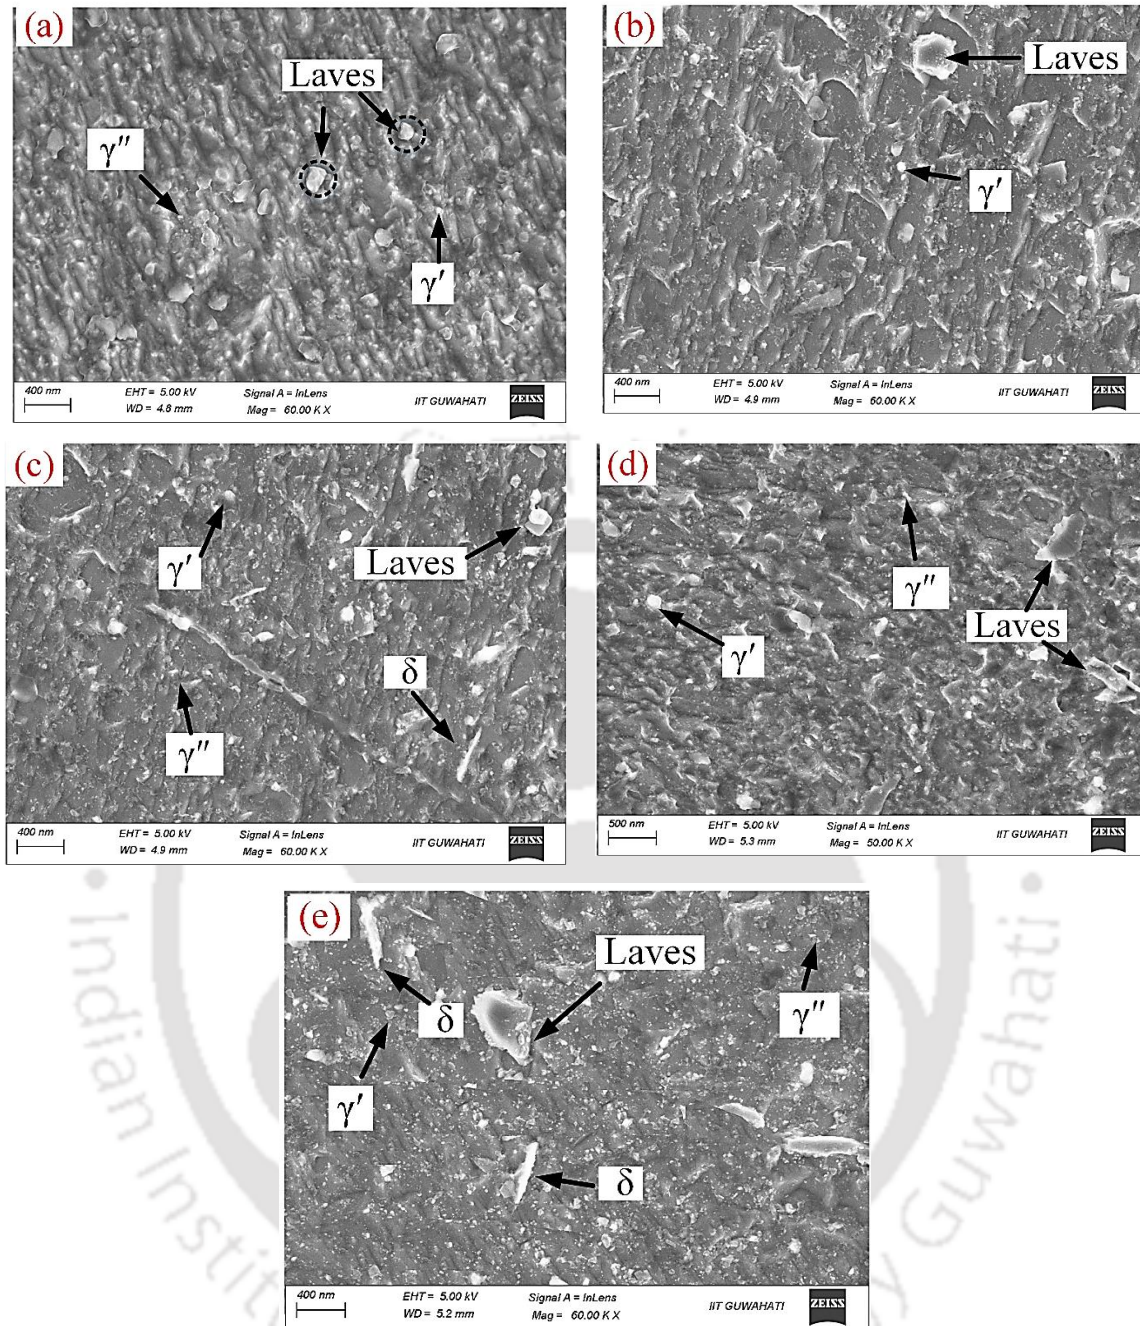 (a)
Laves
γ″
γ′
400 nm
EHT = 5.00 kV
WD = 4.8 mm
Signal A = InLens
Mag = 60.00 K X
IIT GUWAHATI
ZEISS
(b)
Laves
γ′
400 nm
EHT = 5.00 kV
WD = 4.9 mm
Signal A = InLens
Mag = 60.00 K X
IIT GUWAHATI
ZEISS
(c)
γ′
Laves
δ
γ″
400 nm
EHT = 5.00 kV
WD = 4.9 mm
Signal A = InLens
Mag = 60.00 K X
IIT GUWAHATI
ZEISS
(d)
γ″
Laves
γ′
500 nm
EHT = 5.00 kV
WD = 5.3 mm
Signal A = InLens
Mag = 50.00 K X
IIT GUWAHATI
ZEISS
(e)
Laves
δ
γ″
γ′
δ
400 nm
EHT = 5.00 kV
WD = 5.2 mm
Signal A = InLens
Mag = 60.00 K X
IIT GUWAHATI
ZEISS
Indian
Guwahati